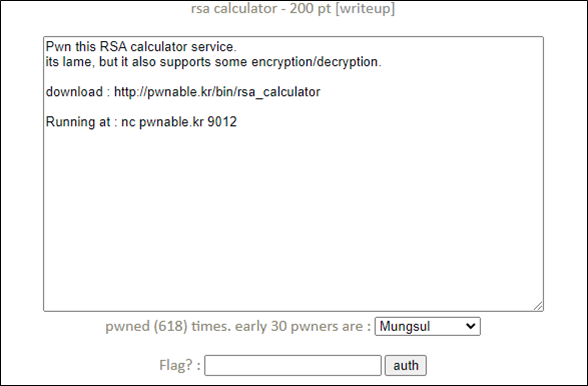 rsa calculator - 200 pt [writeup]
Pwn this RSA calculator service.
its lame, but it also supports some encryption/decryption.
download : http://pwnable.kr/bin/rsa_calculator
Running at : nc pwnable.kr 9012
pwned (618) times. early 30 pwners are : Mungsul
Flag? : auth